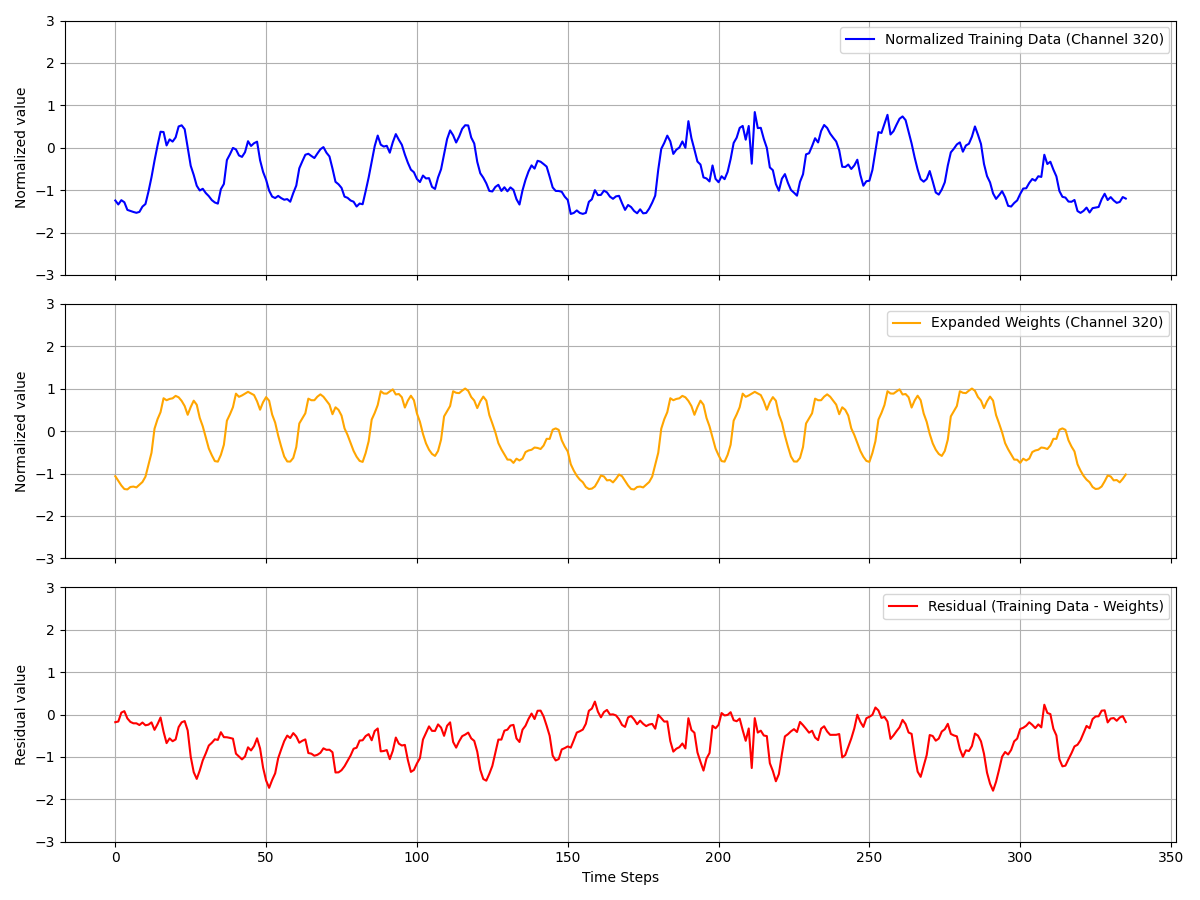 3
2
1
0
−1
−2
−3
Normalized value
Normalized Training Data (Channel 320)
3
2
1
0
−1
−2
−3
Normalized value
Expanded Weights (Channel 320)
3
2
1
0
−1
−2
−3
Residual value
Residual (Training Data - Weights)
0 50 100 150 200 250 300 350
Time Steps